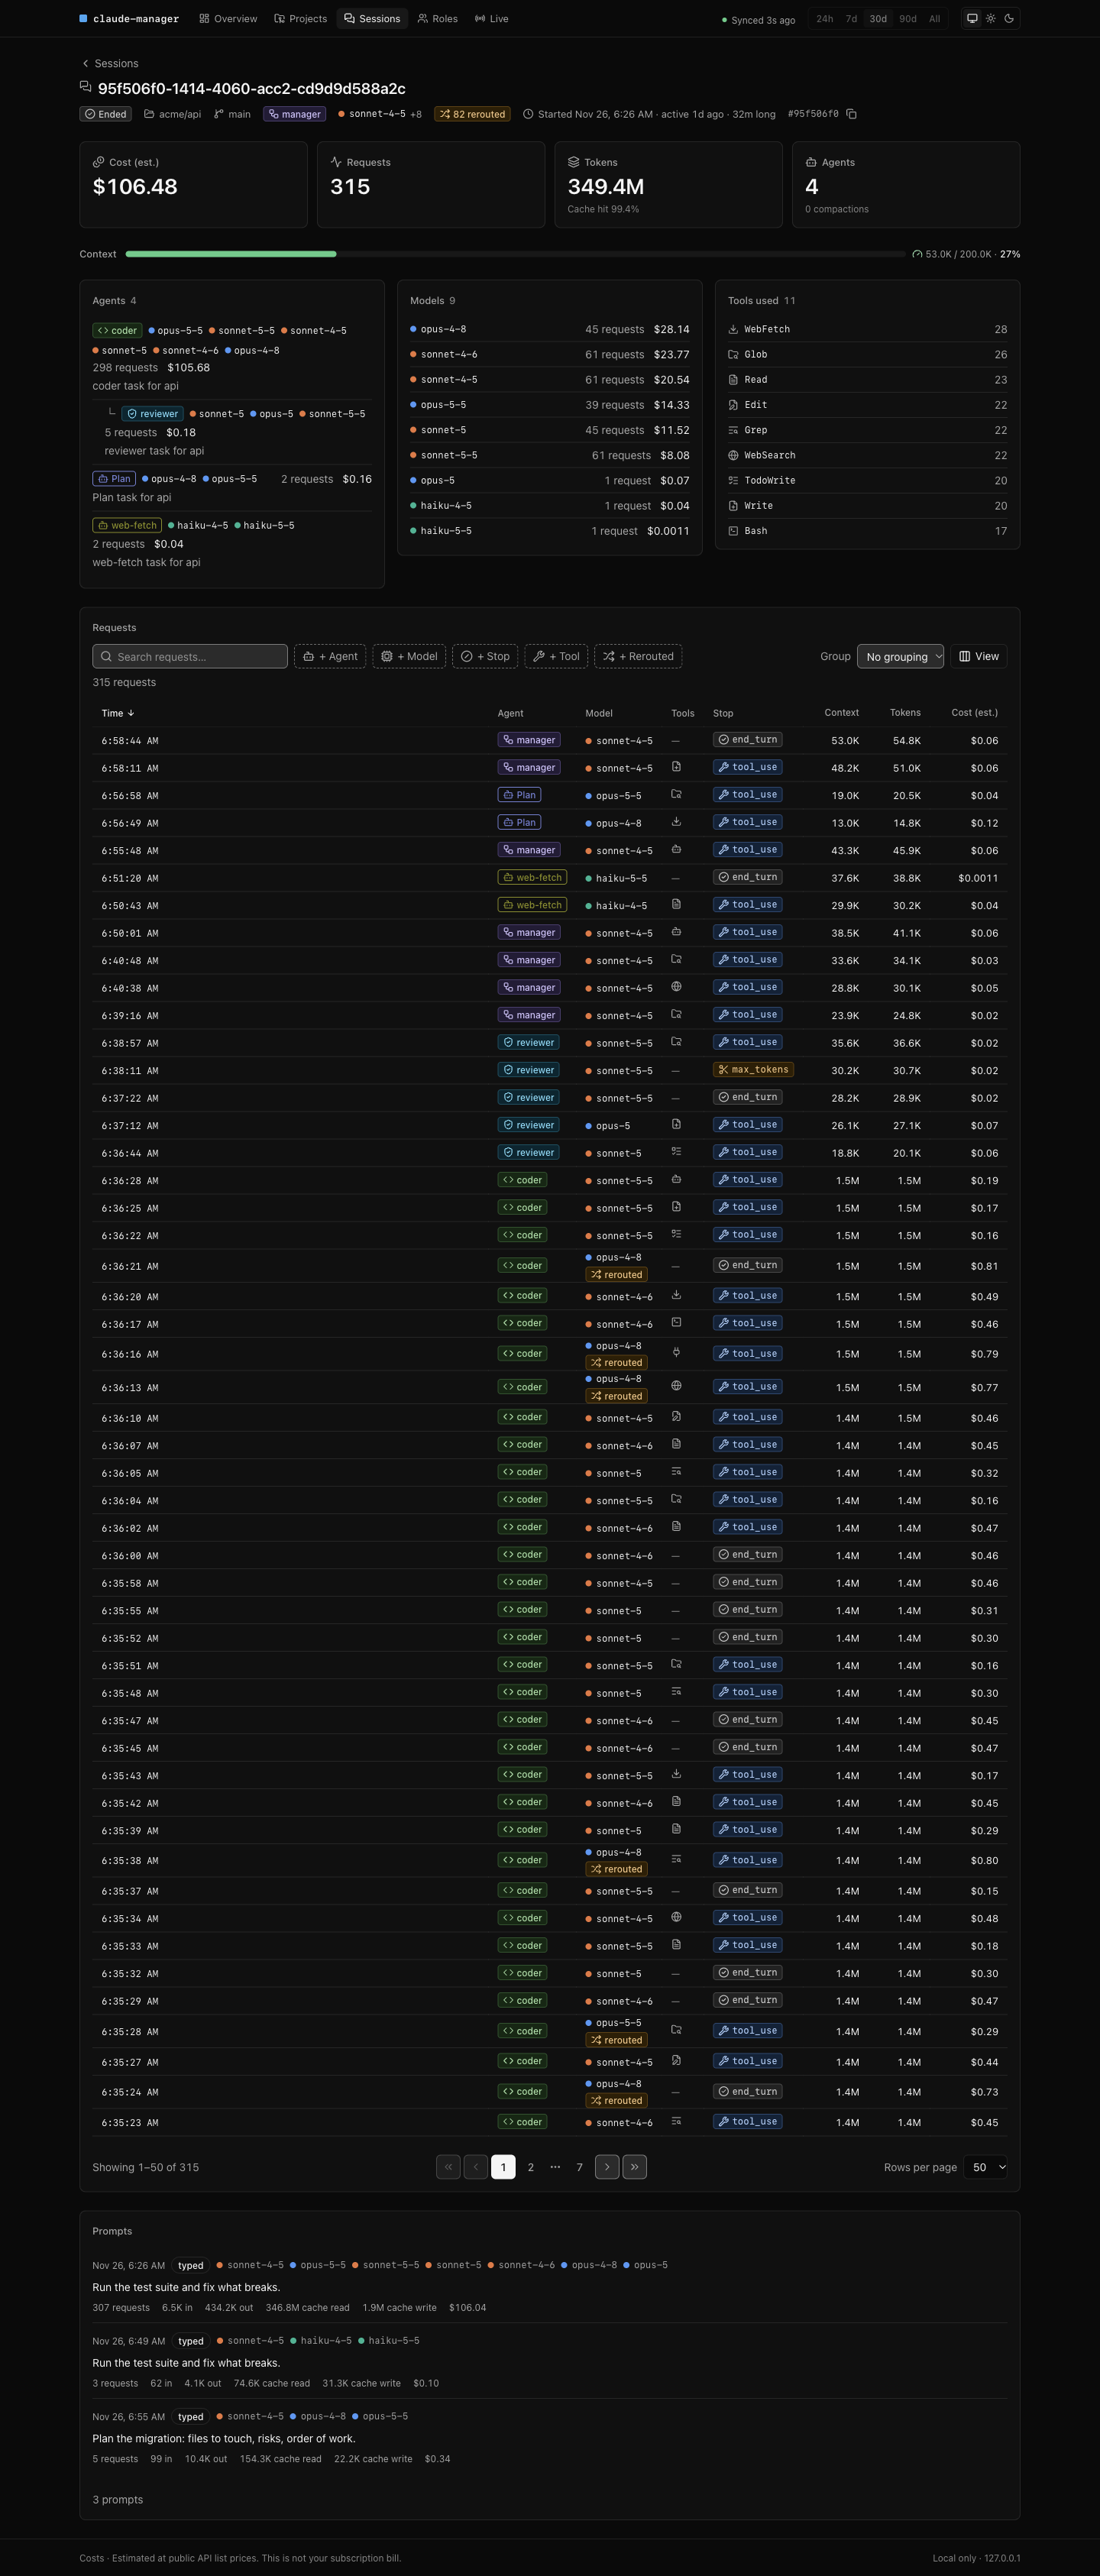 claude-manager Overview Projects Sessions Roles Live Synced 3s ago 24h 7d 30d 90d All
Sessions
95f506f0-1414-4060-acc2-cd9d9d588a2c
Ended acme/api main manager sonnet-4-5 +8 82 rerouted Started Nov 26, 6:26 AM · active 1d ago · 32m long #95f506f0
Cost (est.) Requests Tokens Agents
$106.48 315 349.4M 4
Cache hit 99.4% 0 compactions
Context 53.0K / 200.0K · 27%
Agents 4
coder opus-5-5 sonnet-5-5 sonnet-4-5
sonnet-5 sonnet-4-6 opus-4-8
298 requests $105.68
coder task for api
reviewer sonnet-5 opus-5 sonnet-5-5
5 requests $0.18
reviewer task for api
Plan opus-4-8 opus-5-5 2 requests $0.16
Plan task for api
web-fetch haiku-4-5 haiku-5-5
2 requests $0.04
web-fetch task for api
Models 9
opus-4-8 45 requests $28.14
sonnet-4-6 61 requests $23.77
sonnet-4-5 61 requests $20.54
opus-5-5 39 requests $14.33
sonnet-5 45 requests $11.52
sonnet-5-5 61 requests $8.08
opus-5 1 request $0.07
haiku-4-5 1 request $0.04
haiku-5-5 1 request $0.0011
Tools used 11
WebFetch 28
Glob 26
Read 23
Edit 22
Grep 22
WebSearch 22
TodoWrite 20
Write 20
Bash 17
Requests
Search requests... + Agent + Model + Stop + Tool + Rerouted Group No grouping View
315 requests
Time ↓ Agent Model Tools Stop Context Tokens Cost (est.)
6:58:44 AM manager sonnet-4-5 — end_turn 53.0K 54.8K $0.06
6:58:11 AM manager sonnet-4-5 tool_use 48.2K 51.0K $0.06
6:56:58 AM Plan opus-5-5 tool_use 19.0K 20.5K $0.04
6:56:49 AM Plan opus-4-8 tool_use 13.0K 14.8K $0.12
6:55:48 AM manager sonnet-4-5 tool_use 43.3K 45.9K $0.06
6:51:20 AM web-fetch haiku-5-5 — end_turn 37.6K 38.8K $0.0011
6:50:43 AM web-fetch haiku-4-5 tool_use 29.9K 30.2K $0.04
6:50:01 AM manager sonnet-4-5 tool_use 38.5K 41.1K $0.06
6:40:48 AM manager sonnet-4-5 tool_use 33.6K 34.1K $0.03
6:40:38 AM manager sonnet-4-5 tool_use 28.8K 30.1K $0.05
6:39:16 AM manager sonnet-4-5 tool_use 23.9K 24.8K $0.02
6:38:57 AM reviewer sonnet-5-5 tool_use 35.6K 36.6K $0.02
6:38:11 AM reviewer sonnet-5-5 — max_tokens 30.2K 30.7K $0.02
6:37:22 AM reviewer sonnet-5-5 — end_turn 28.2K 28.9K $0.02
6:37:12 AM reviewer opus-5 tool_use 26.1K 27.1K $0.07
6:36:44 AM reviewer sonnet-5 tool_use 18.8K 20.1K $0.06
6:36:28 AM coder sonnet-5-5 tool_use 1.5M 1.5M $0.19
6:36:25 AM coder sonnet-5-5 tool_use 1.5M 1.5M $0.17
6:36:22 AM coder sonnet-5-5 tool_use 1.5M 1.5M $0.16
6:36:21 AM coder opus-4-8 rerouted — end_turn 1.5M 1.5M $0.81
6:36:20 AM coder sonnet-4-6 tool_use 1.5M 1.5M $0.49
6:36:17 AM coder sonnet-4-6 tool_use 1.5M 1.5M $0.46
6:36:16 AM coder opus-4-8 rerouted tool_use 1.5M 1.5M $0.79
6:36:13 AM coder opus-4-8 rerouted tool_use 1.5M 1.5M $0.77
6:36:10 AM coder sonnet-4-5 tool_use 1.4M 1.5M $0.46
6:36:07 AM coder sonnet-4-6 tool_use 1.4M 1.4M $0.45
6:36:05 AM coder sonnet-5 tool_use 1.4M 1.4M $0.32
6:36:04 AM coder sonnet-5-5 tool_use 1.4M 1.4M $0.16
6:36:02 AM coder sonnet-4-6 tool_use 1.4M 1.4M $0.47
6:36:00 AM coder sonnet-4-6 — end_turn 1.4M 1.4M $0.46
6:35:58 AM coder sonnet-4-5 — end_turn 1.4M 1.4M $0.46
6:35:55 AM coder sonnet-5 — end_turn 1.4M 1.4M $0.31
6:35:52 AM coder sonnet-5 — end_turn 1.4M 1.4M $0.30
6:35:51 AM coder sonnet-5-5 tool_use 1.4M 1.4M $0.16
6:35:48 AM coder sonnet-5 tool_use 1.4M 1.4M $0.30
6:35:47 AM coder sonnet-4-6 — end_turn 1.4M 1.4M $0.45
6:35:45 AM coder sonnet-4-6 — end_turn 1.4M 1.4M $0.47
6:35:43 AM coder sonnet-5-5 tool_use 1.4M 1.4M $0.17
6:35:42 AM coder sonnet-4-6 tool_use 1.4M 1.4M $0.45
6:35:39 AM coder sonnet-5 tool_use 1.4M 1.4M $0.29
6:35:38 AM coder opus-4-8 rerouted tool_use 1.4M 1.4M $0.80
6:35:37 AM coder sonnet-5-5 — end_turn 1.4M 1.4M $0.15
6:35:34 AM coder sonnet-4-5 tool_use 1.4M 1.4M $0.48
6:35:33 AM coder sonnet-5-5 tool_use 1.4M 1.4M $0.18
6:35:32 AM coder sonnet-5 — end_turn 1.4M 1.4M $0.30
6:35:29 AM coder sonnet-4-6 — end_turn 1.4M 1.4M $0.47
6:35:28 AM coder opus-5-5 rerouted tool_use 1.4M 1.4M $0.29
6:35:27 AM coder sonnet-4-5 tool_use 1.4M 1.4M $0.44
6:35:24 AM coder opus-4-8 rerouted — end_turn 1.4M 1.4M $0.73
6:35:23 AM coder sonnet-4-6 tool_use 1.4M 1.4M $0.45
Showing 1–50 of 315 « ‹ 1 2 ··· 7 › » Rows per page 50
Prompts
Nov 26, 6:26 AM typed sonnet-4-5 opus-5-5 sonnet-5-5 sonnet-5 sonnet-4-6 opus-4-8 opus-5
Run the test suite and fix what breaks.
307 requests 6.5K in 434.2K out 346.8M cache read 1.9M cache write $106.04
Nov 26, 6:49 AM typed sonnet-4-5 haiku-4-5 haiku-5-5
Run the test suite and fix what breaks.
3 requests 62 in 4.1K out 74.6K cache read 31.3K cache write $0.10
Nov 26, 6:55 AM typed sonnet-4-5 opus-4-8 opus-5-5
Plan the migration: files to touch, risks, order of work.
5 requests 99 in 10.4K out 154.3K cache read 22.2K cache write $0.34
3 prompts
Costs · Estimated at public API list prices. This is not your subscription bill. Local only · 127.0.0.1